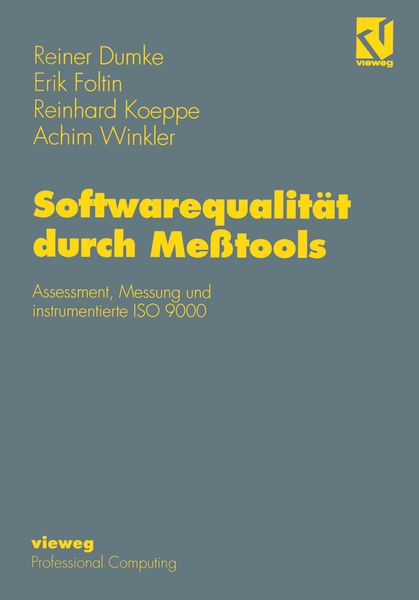 Reiner Dumke
Erik Foltin
Reinhard Koeppe
Achim Winkler
vieweg
Softwarequalität
durch Meßtools
Assessment, Messung und
instrumentierte ISO 9000
vieweg
Professional Computing